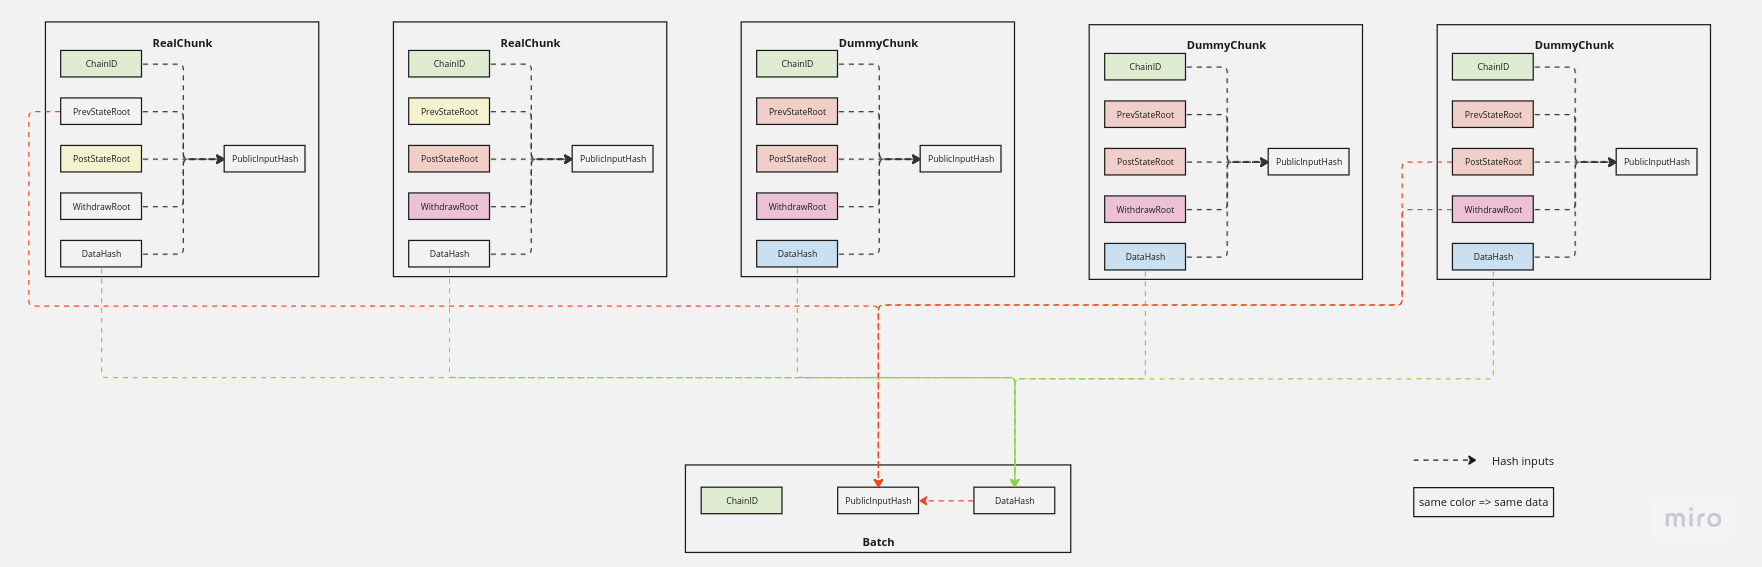 RealChunk
ChainID
PrevStateRoot
PostStateRoot
PublicInputHash
WithdrawRoot
DataHash
RealChunk
ChainID
PrevStateRoot
PostStateRoot
PublicInputHash
WithdrawRoot
DataHash
DummyChunk
ChainID
PrevStateRoot
PostStateRoot
PublicInputHash
WithdrawRoot
DataHash
DummyChunk
ChainID
PrevStateRoot
PostStateRoot
PublicInputHash
WithdrawRoot
DataHash
DummyChunk
ChainID
PrevStateRoot
PostStateRoot
PublicInputHash
WithdrawRoot
DataHash
ChainID
PublicInputHash
DataHash
Batch
Hash inputs
same color => same data
miro